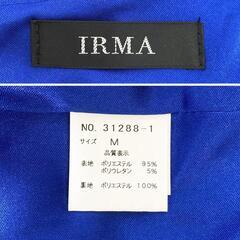 IRMA
NO. 31288-1
サイズ M
品質表示
表地 ポリエステル 95%
ポリウレタン 5%
裏地 ポリエステル 100%